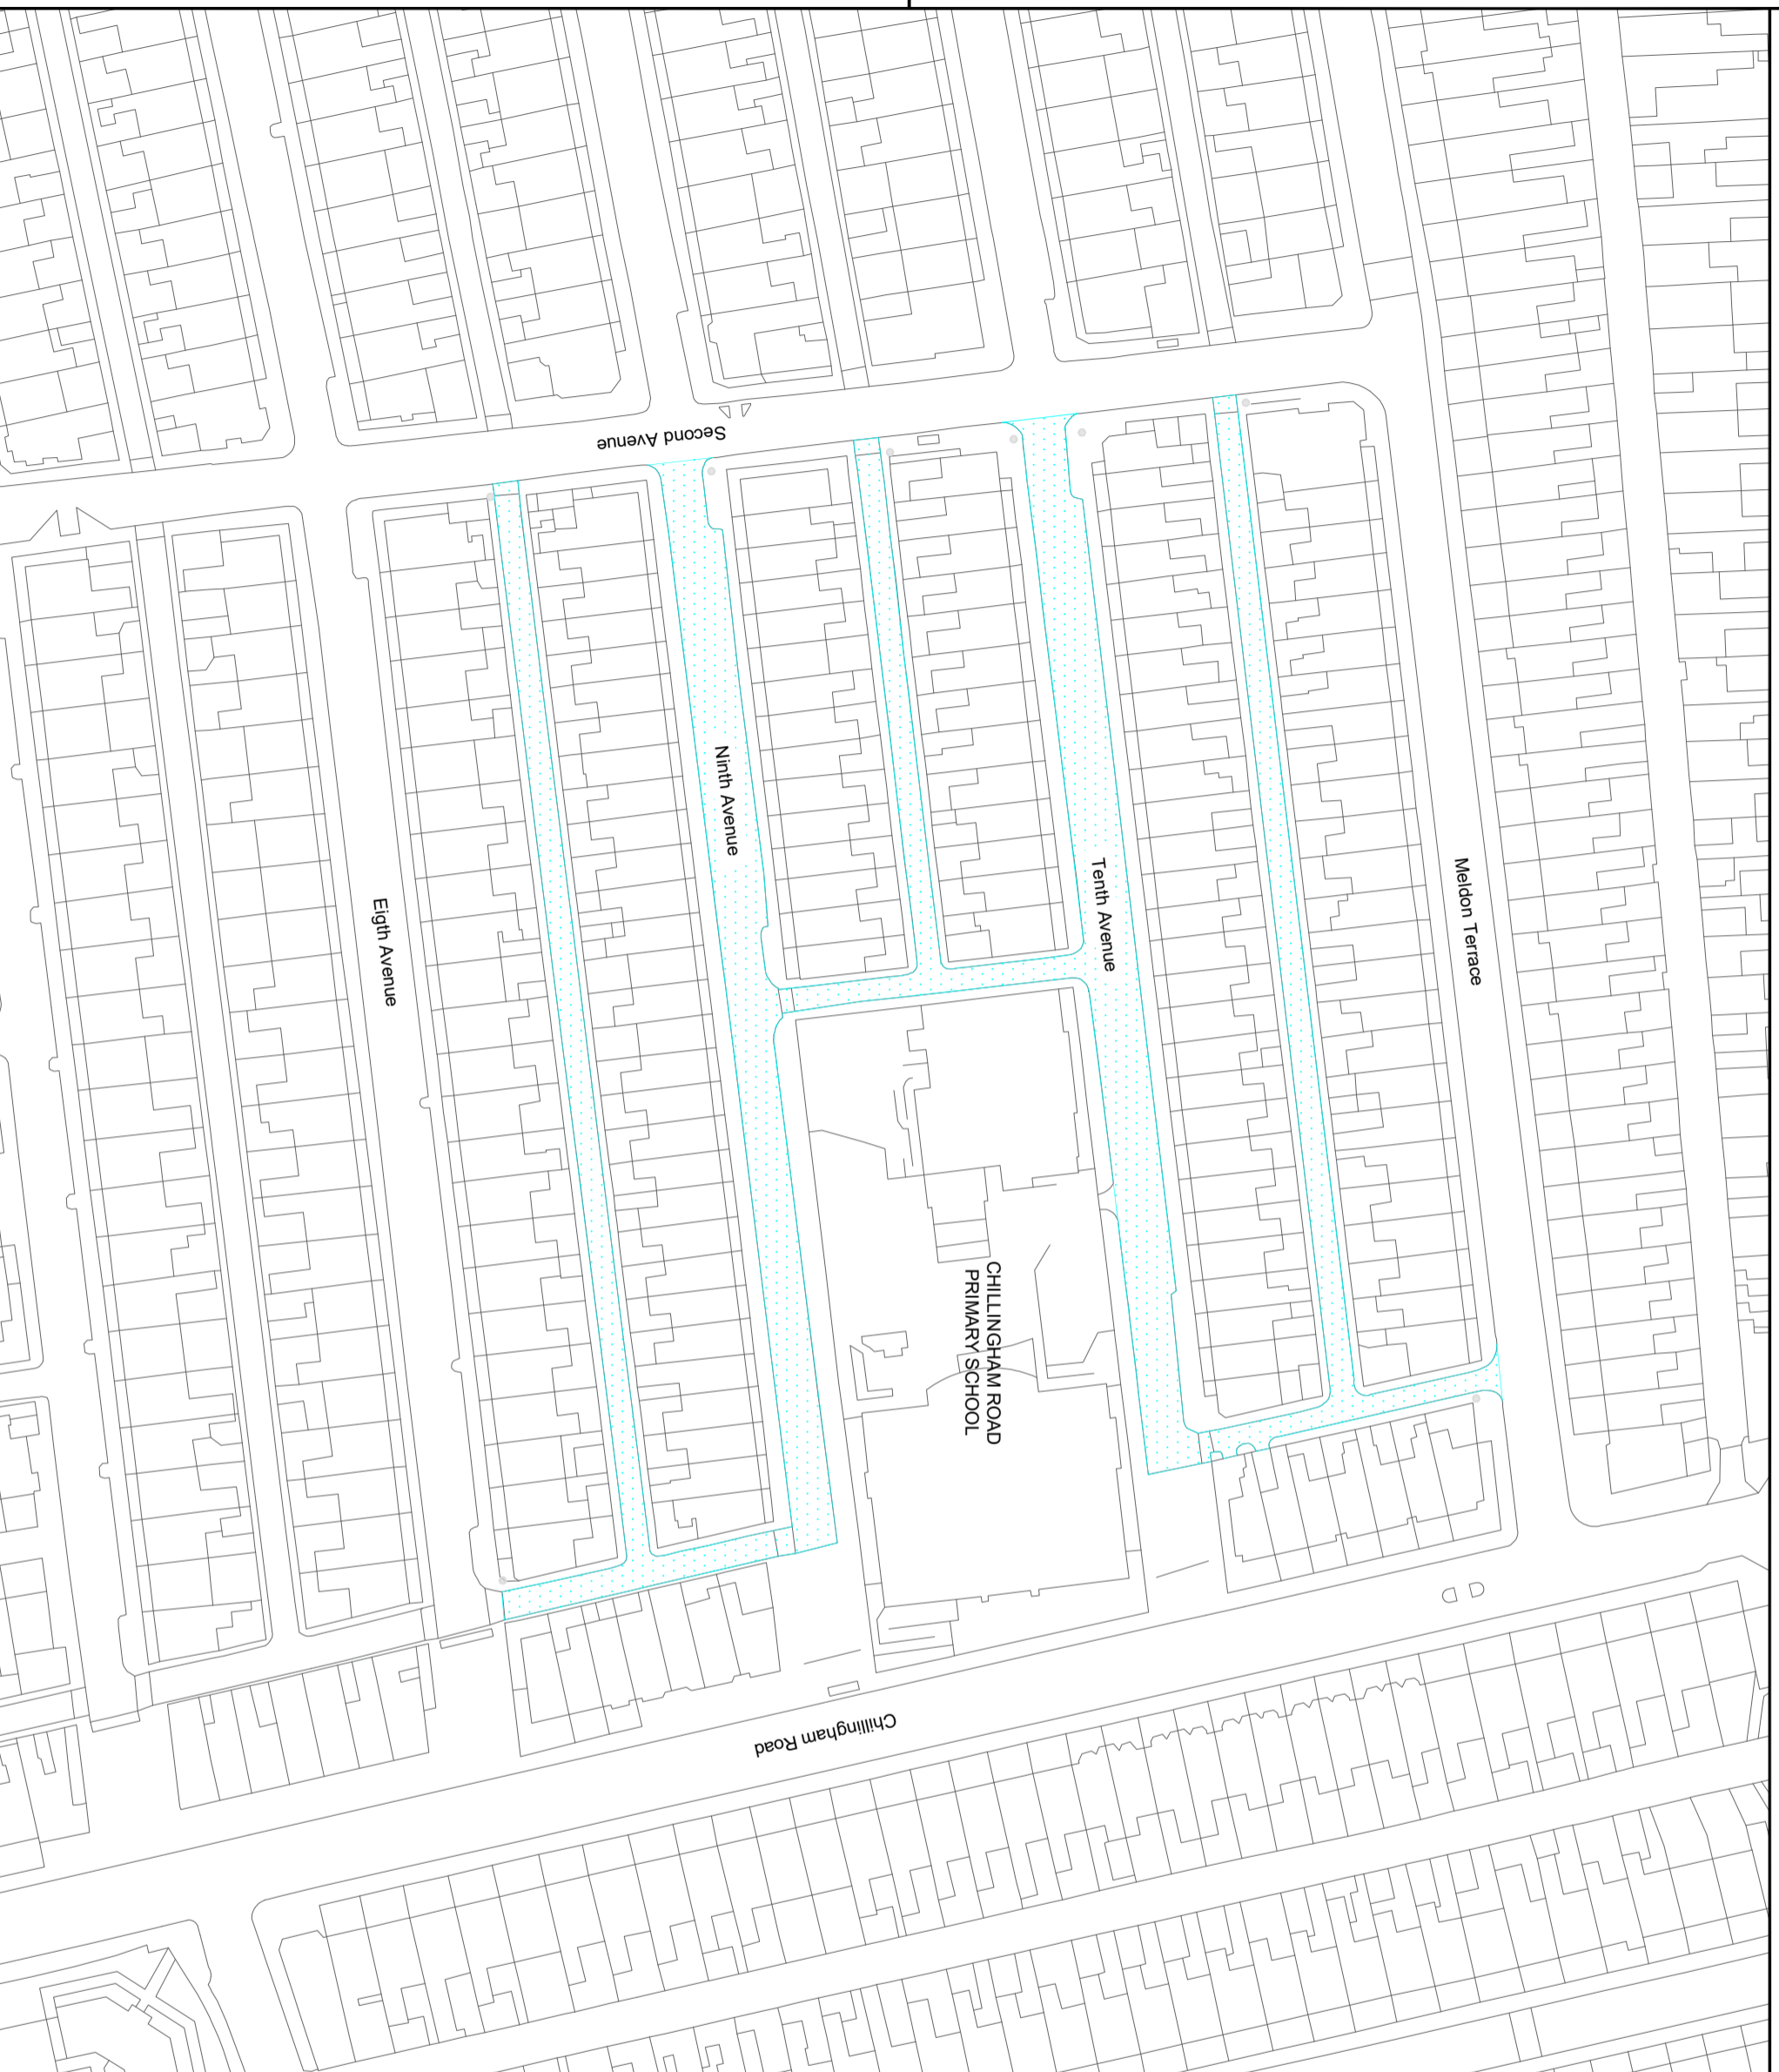 Second Avenue
Ninth Avenue
Tenth Avenue
Meldon Terrace
Eigth Avenue
CHILLINGHAM ROAD
PRIMARY SCHOOL
Chillingham Road